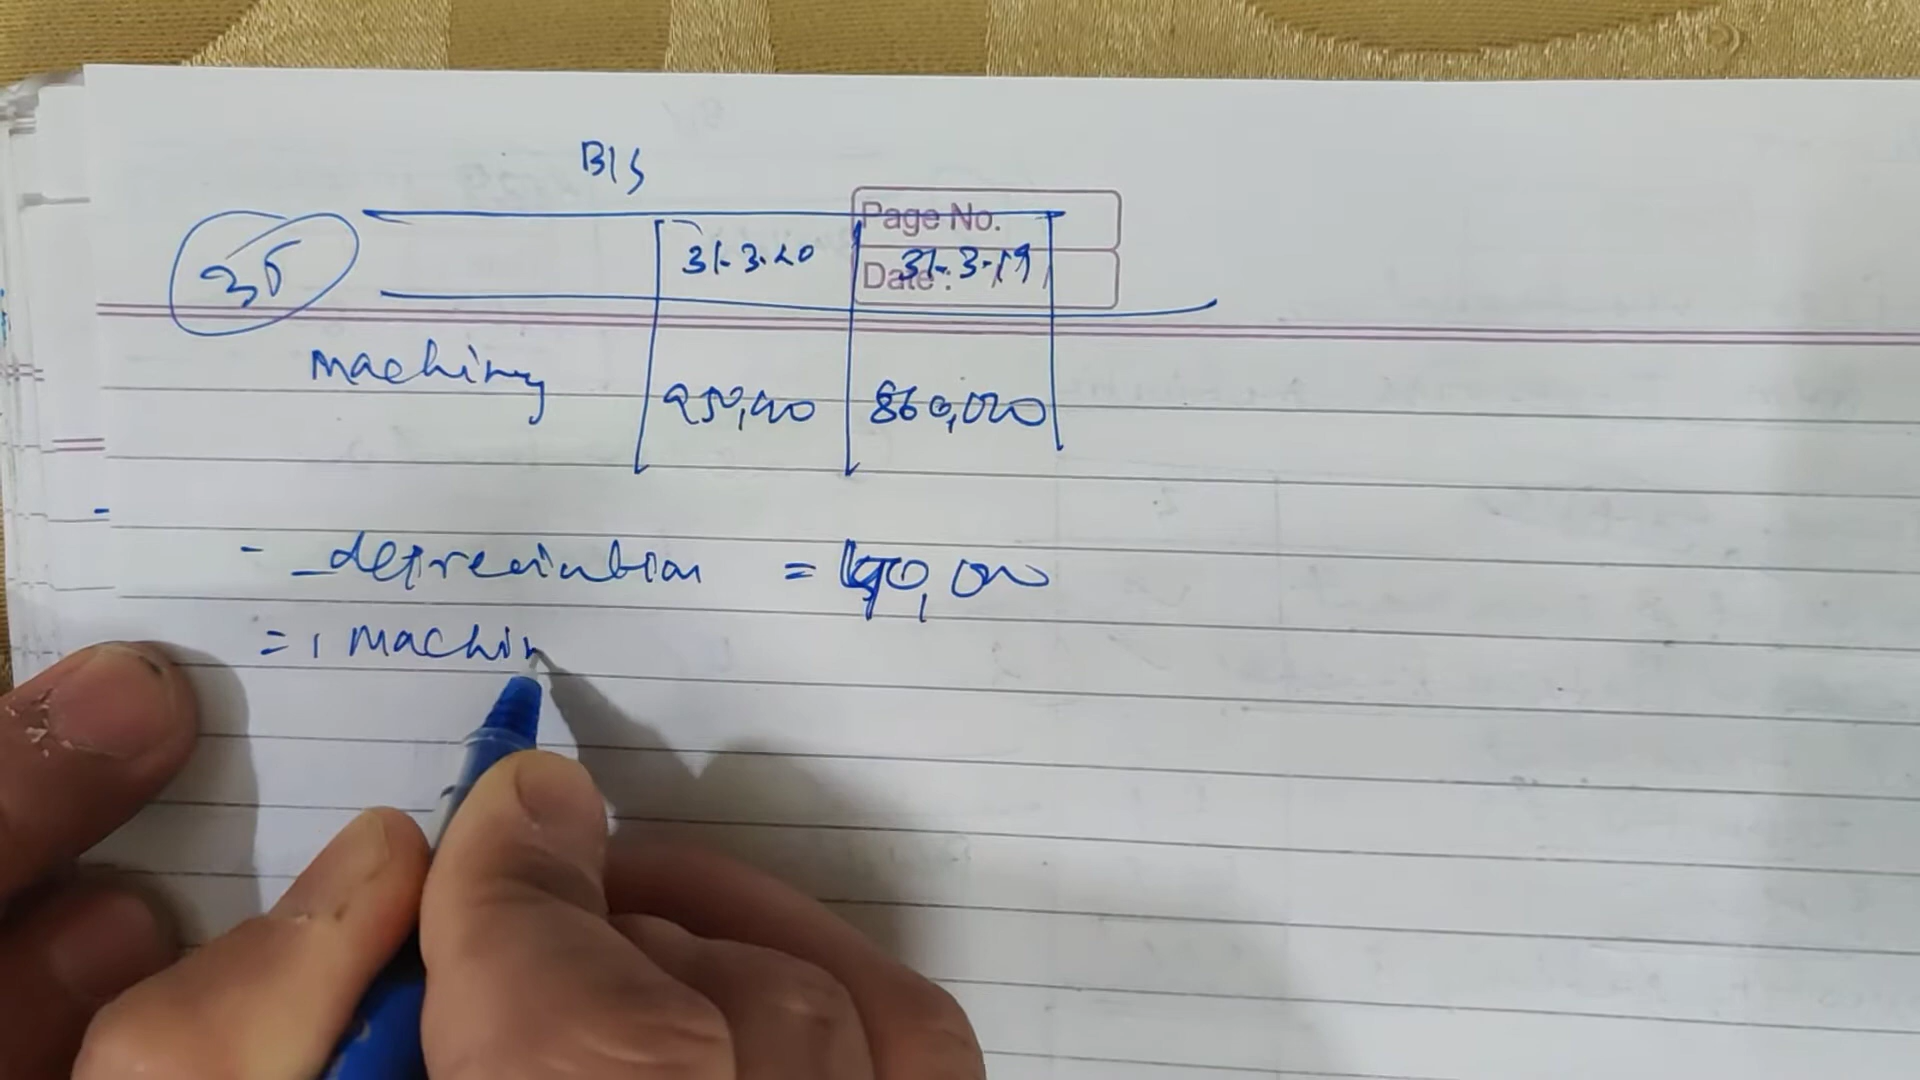 B/S
Page No.
35 31-3-20 31-3-19
Date :
Machinery 950,000 860,000
- depreciation = 90,000
= 1 Machin